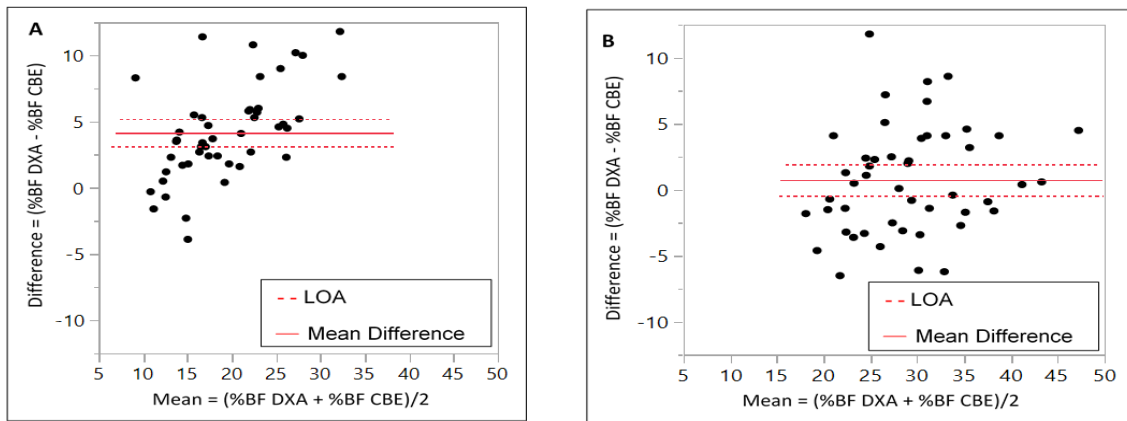 A
Difference = (%BF DXA - %BF CBE)
10
5
0
-5
-10
LOA
Mean Difference
5 10 15 20 25 30 35 40 45 50
Mean = (%BF DXA + %BF CBE)/2
B
Difference = (%BF DXA - %BF CBE)
10
5
0
-5
-10
LOA
Mean Difference
5 10 15 20 25 30 35 40 45 50
Mean = (%BF DXA + %BF CBE)/2